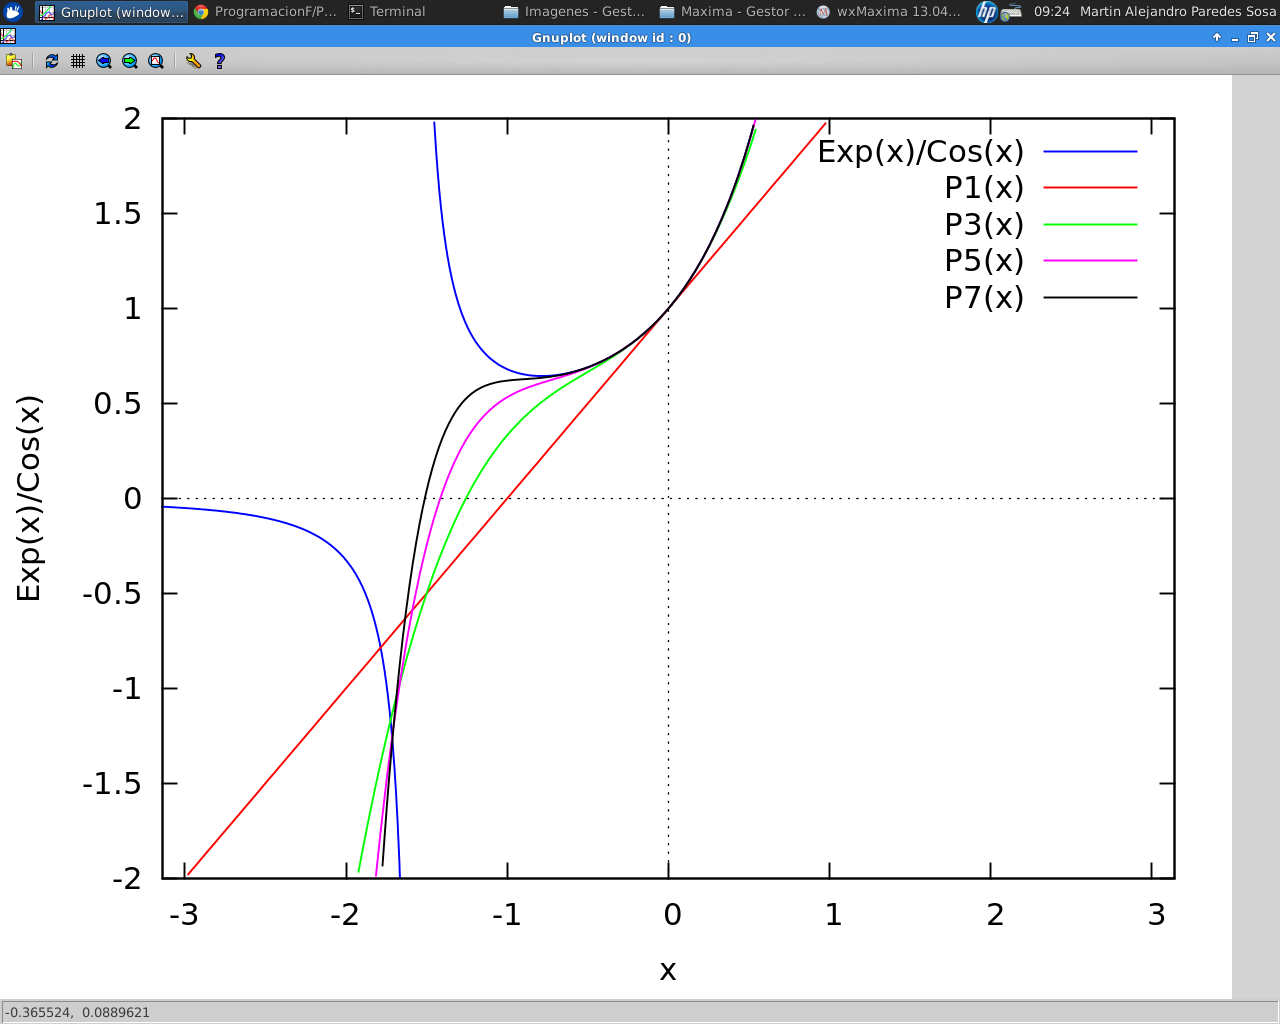 Gnuplot (window... ProgramacionF/P... Terminal Imagenes - Gest... Maxima - Gestor ... wxMaxima 13.04... hp 09:24 Martin Alejandro Paredes Sosa
Gnuplot (window id : 0)
2
1.5
1
0.5
0
-0.5
-1
-1.5
-2
Exp(x)/Cos(x)
Exp(x)/Cos(x)
P1(x)
P3(x)
P5(x)
P7(x)
-3 -2 -1 0 1 2 3
x
-0.365524, 0.0889621